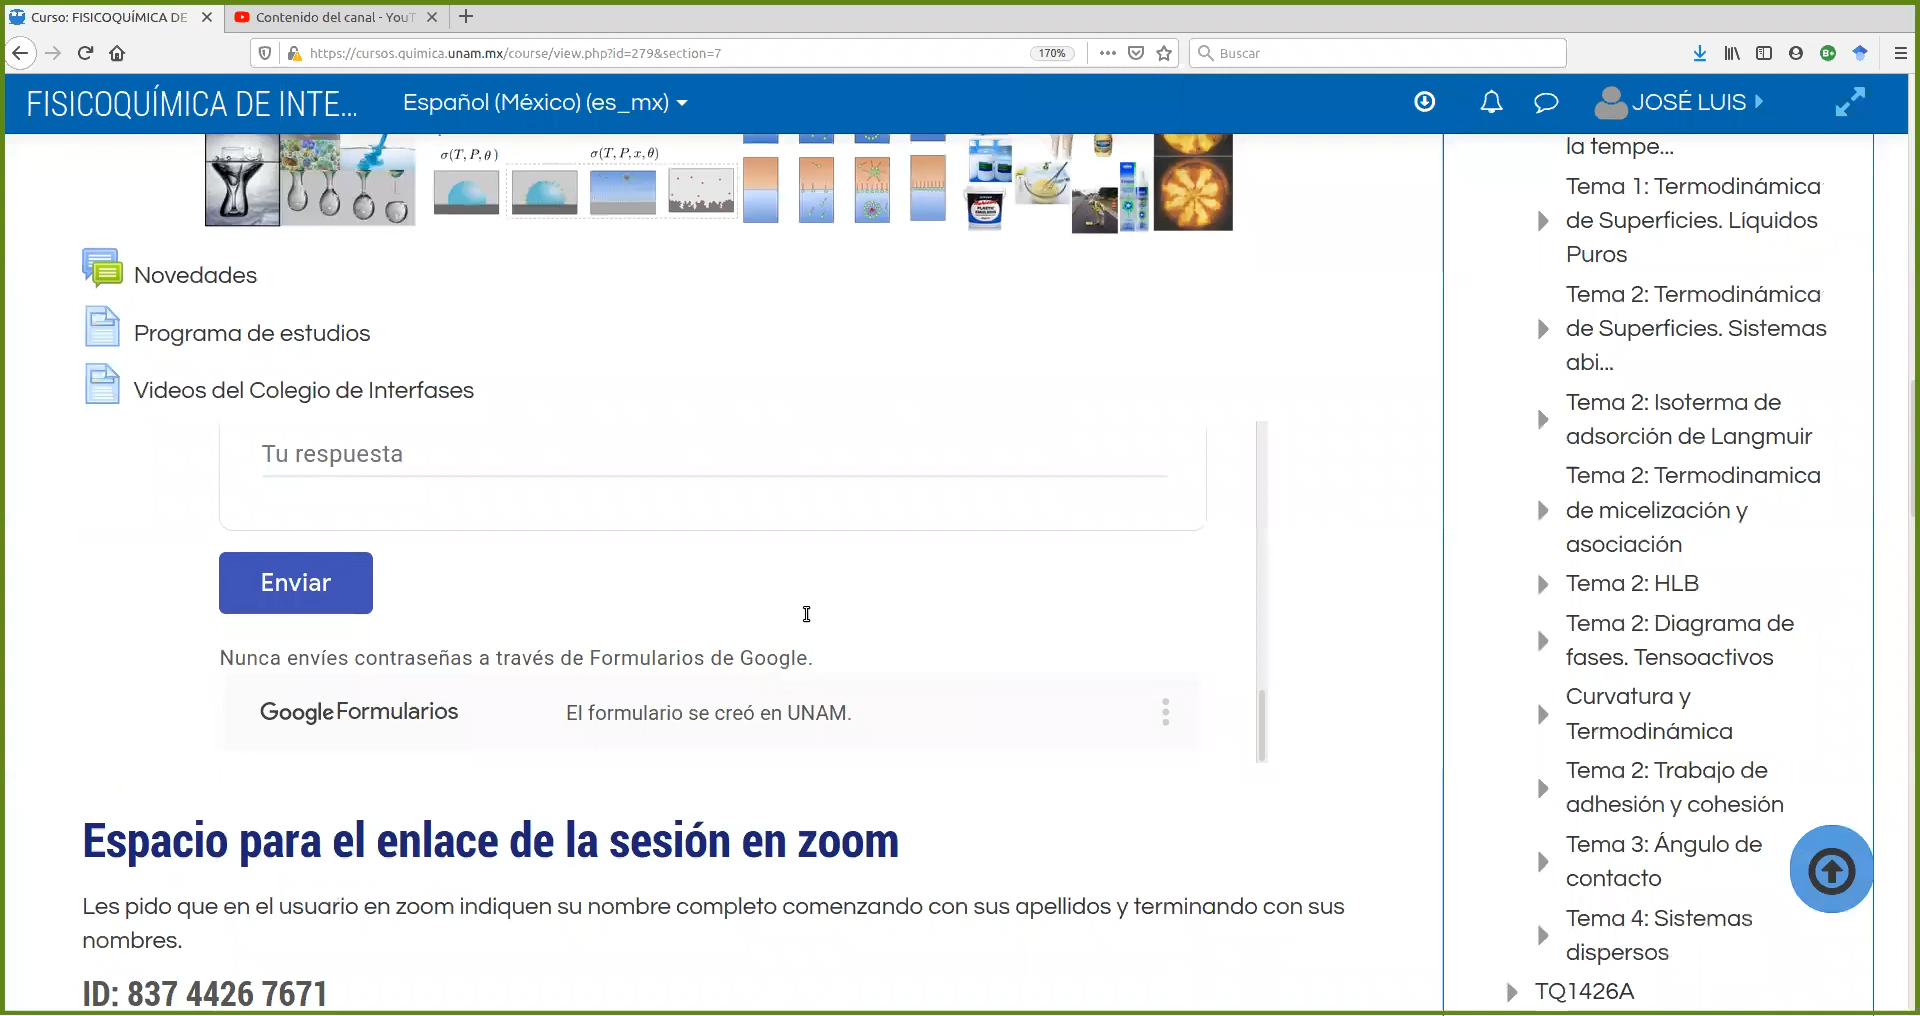 Curso: FISICOQUÍMICA DE
Contenido del canal - YouT
https://cursos.quimica.unam.mx/course/view.php?id=279&section=7
170%
Buscar
FISICOQUÍMICA DE INTE...
Español (México) (es_mx)
JOSÉ LUIS
σ(T, P, θ)
σ(T, P, x, θ)
Novedades
Programa de estudios
Videos del Colegio de Interfases
Tu respuesta
Enviar
Nunca envíes contraseñas a través de Formularios de Google.
Google Formularios
El formulario se creó en UNAM.
Espacio para el enlace de la sesión en zoom
Les pido que en el usuario en zoom indiquen su nombre completo comenzando con sus apellidos y terminando con sus
nombres.
ID: 837 4426 7671
la tempe...
Tema 1: Termodinámica
de Superficies. Líquidos
Puros
Tema 2: Termodinámica
de Superficies. Sistemas
abi...
Tema 2: Isoterma de
adsorción de Langmuir
Tema 2: Termodinamica
de micelización y
asociación
Tema 2: HLB
Tema 2: Diagrama de
fases. Tensoactivos
Curvatura y
Termodinámica
Tema 2: Trabajo de
adhesión y cohesión
Tema 3: Ángulo de
contacto
Tema 4: Sistemas
dispersos
TQ1426A